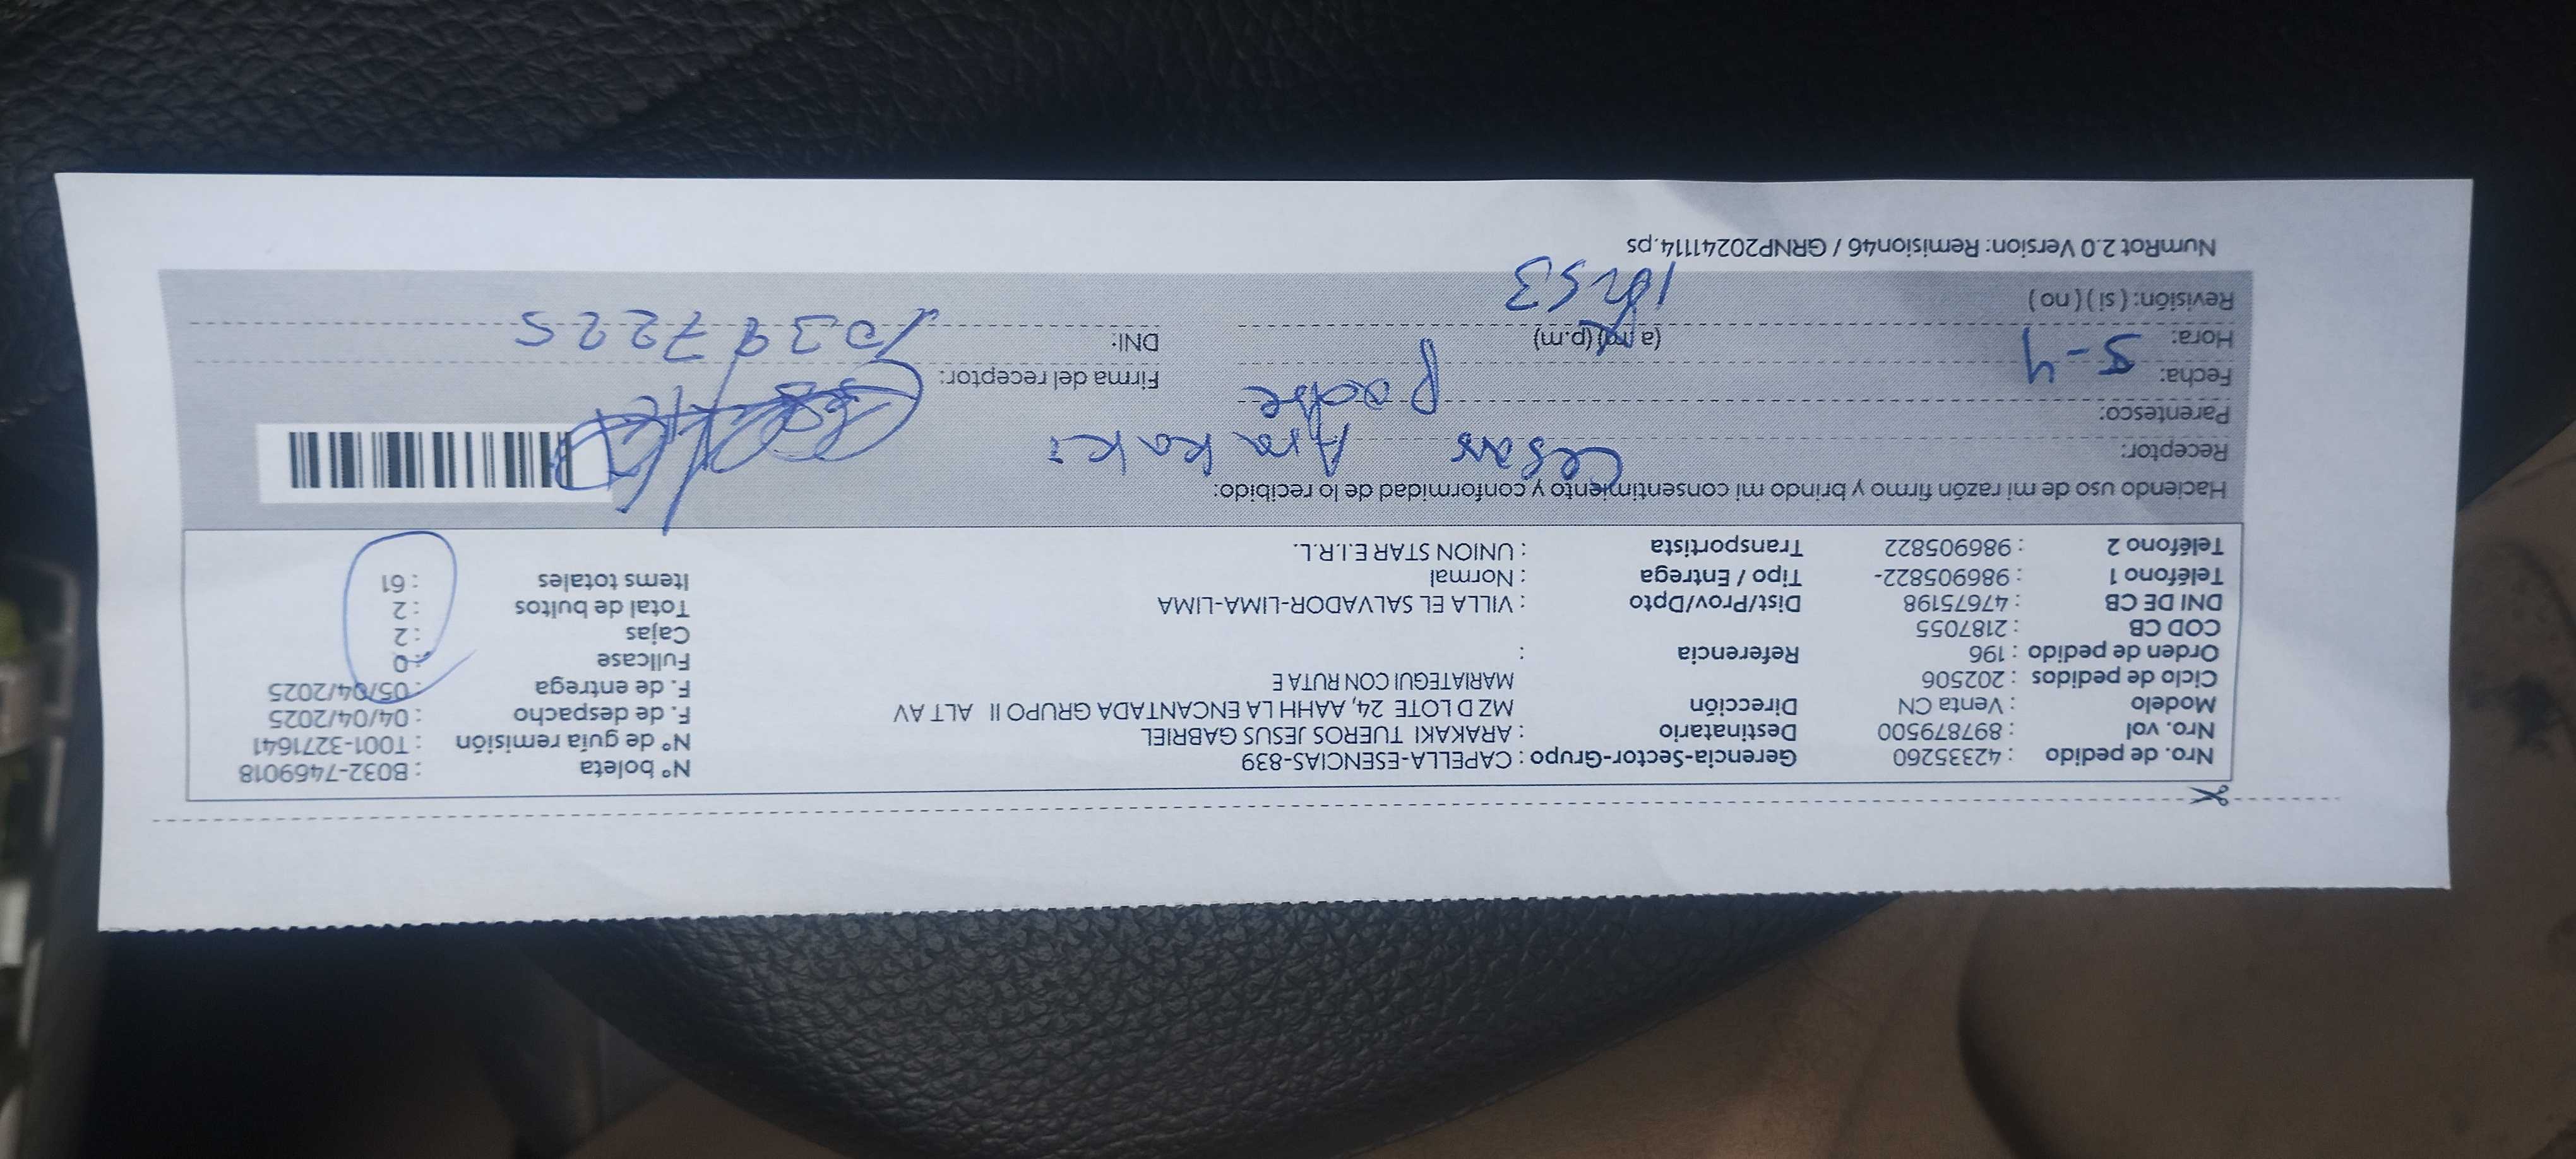 Nro. de pedido : 42335260 Gerencia-Sector-Grupo : CAPELLA-ESENCIAS-839 N° boleta : B032-7469018
Nro. vol : 897879500 Destinatario : ARAKAKI TUEROS JESUS GABRIEL N° de guía remisión : T001-3271641
Modelo : Venta CN Dirección MZ D LOTE 24, AAHH LA ENCANTADA GRUPO II ALT AV F. de despacho : 04/04/2025
Ciclo de pedidos : 202506 MARIATEGUI CON RUTA E F. de entrega : 05/04/2025
Orden de pedido : 196 Referencia : Fullcase : 0
COD CB : 2187055 Cajas : 2
DNI DE CB : 47675198 Dist/Prov/Dpto : VILLA EL SALVADOR-LIMA-LIMA Total de bultos : 2
Teléfono 1 : 986905822- Tipo / Entrega : Normal Items totales : 61
Teléfono 2 : 986905822 Transportista : UNION STAR E.I.R.L.
Haciendo uso de mi razón firmo y brindo mi consentimiento y conformidad de lo recibido:
Receptor: Cesar Arakaki
Parentesco: Padre
Fecha: 5-4 Firma del receptor:
Hora: (a.m) (p.m) DNI:
Revisión: ( si ) ( no )
NumRot 2.0 Version: Remision46 / GRNP20241114.ps